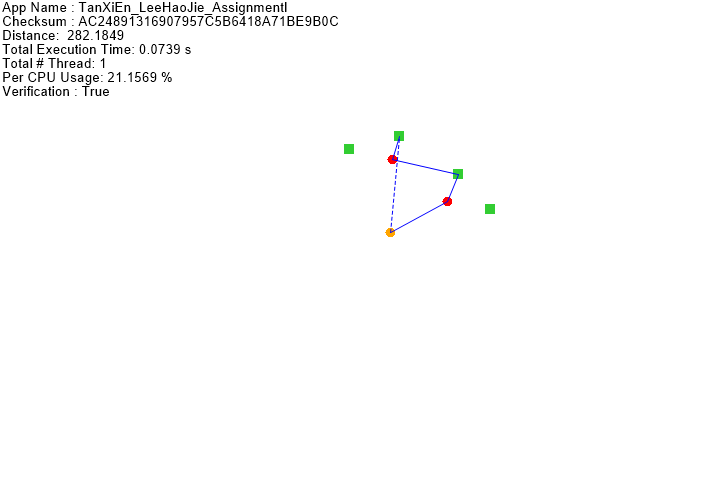 App Name : TanXiEn_LeeHaoJie_AssignmentI
Checksum : AC24891316907957C5B6418A71BE9B0C
Distance:  282.1849
Total Execution Time: 0.0739 s
Total # Thread: 1
Per CPU Usage: 21.1569 %
Verification : True